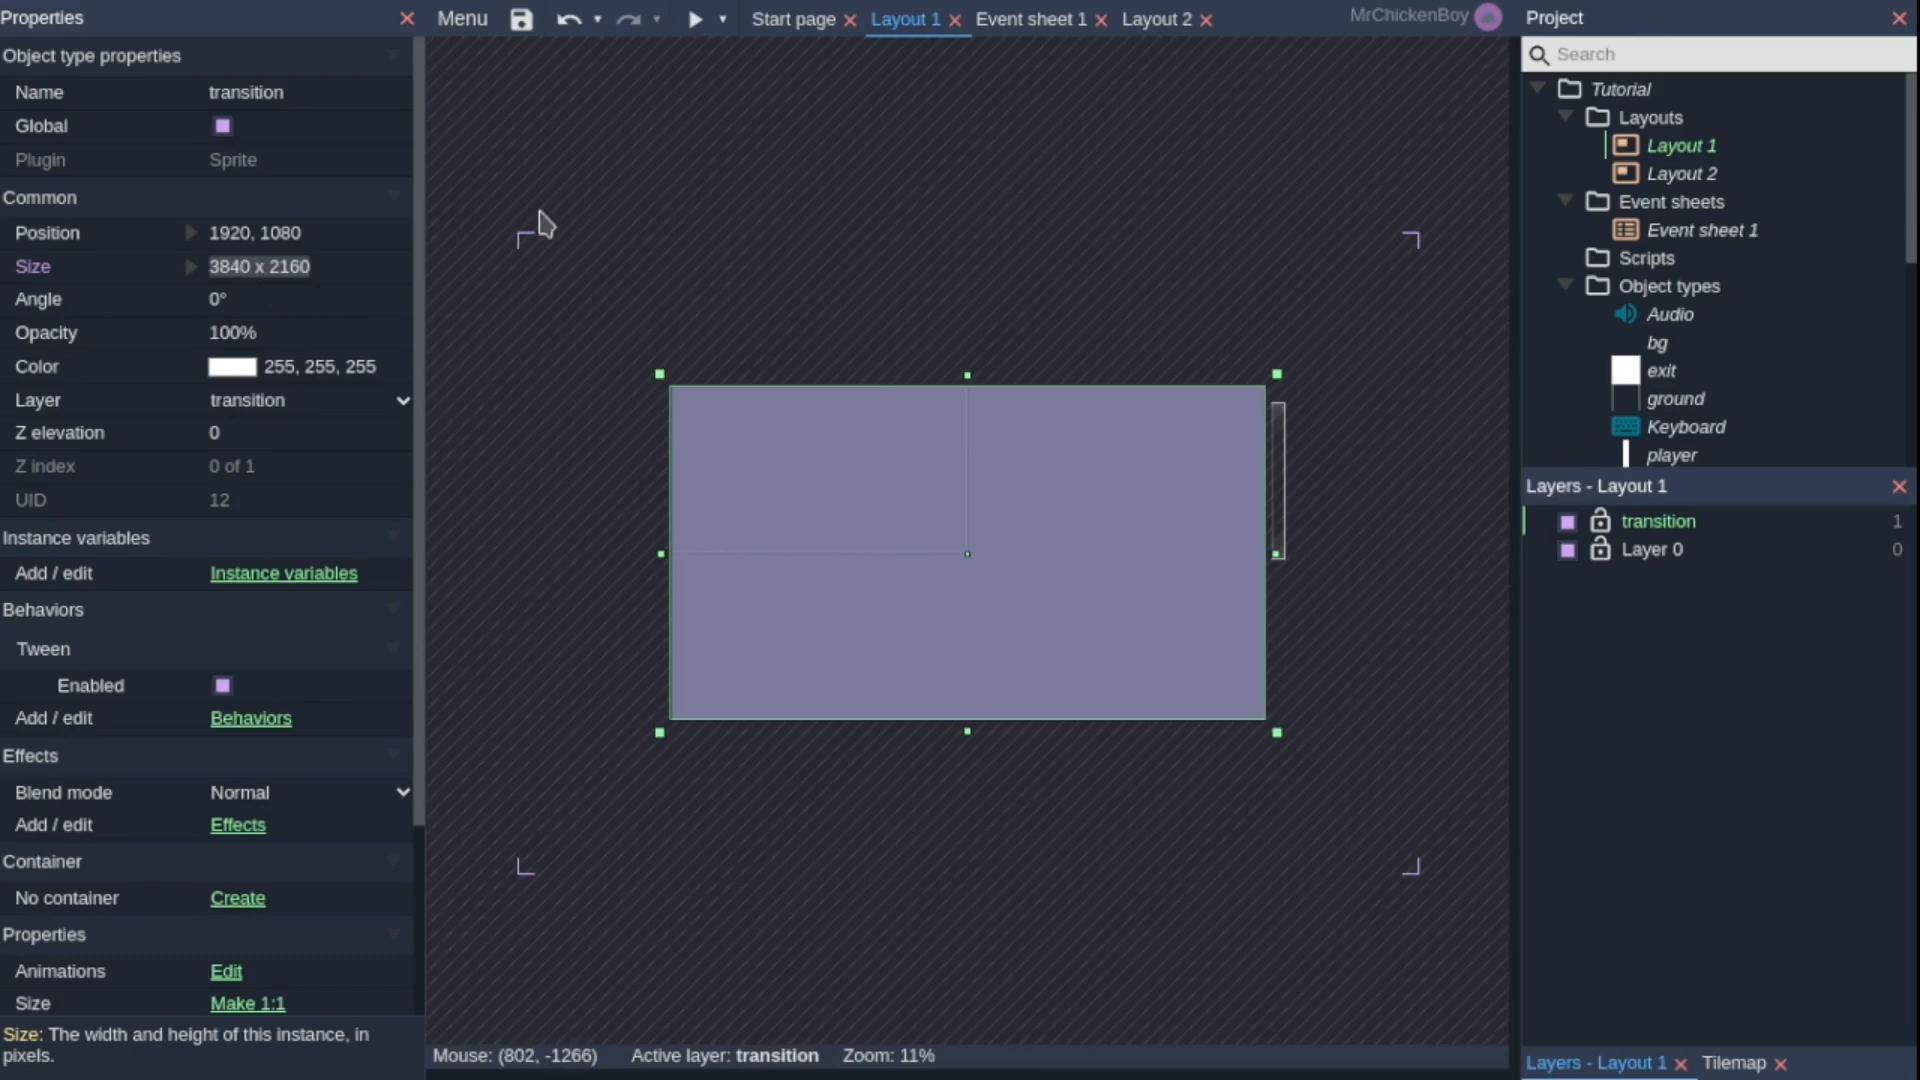 Properties
Object type properties
Name transition
Global
Plugin Sprite
Common
Position 1920, 1080
Size 3840 x 2160
Angle 0°
Opacity 100%
Color 255, 255, 255
Layer transition
Z elevation 0
Z index 0 of 1
UID 12
Instance variables
Add / edit Instance variables
Behaviors
Tween
Enabled
Add / edit Behaviors
Effects
Blend mode Normal
Add / edit Effects
Container
No container Create
Properties
Animations Edit
Size Make 1:1
Size: The width and height of this instance, in
pixels.
Menu Start page Layout 1 Event sheet 1 Layout 2 MrChickenBoy
Mouse: (802, -1266) Active layer: transition Zoom: 11%
Project
Search
Tutorial
Layouts
Layout 1
Layout 2
Event sheets
Event sheet 1
Scripts
Object types
Audio
bg
exit
ground
Keyboard
player
Layers - Layout 1
transition 1
Layer 0 0
Layers - Layout 1 Tilemap